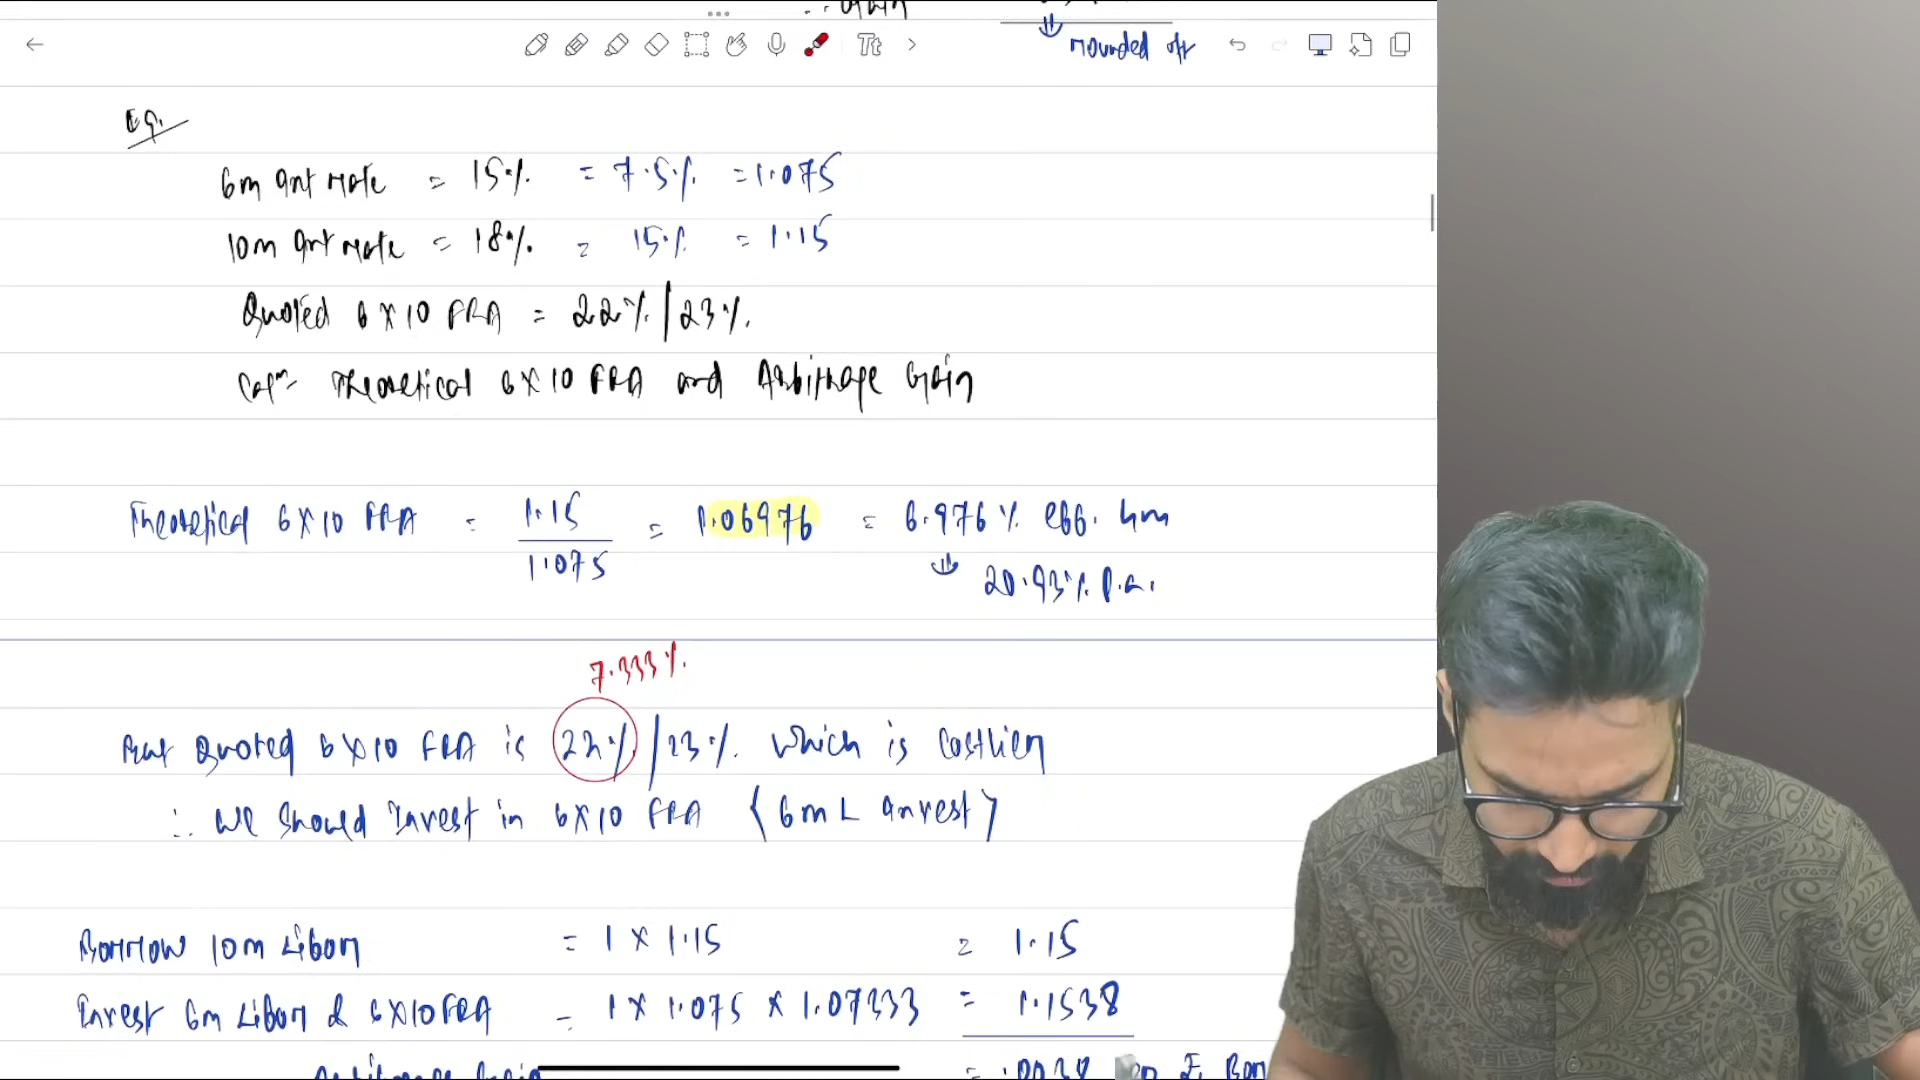 rounded off
Eg.
6m Int rate = 15% = 7.5% = 1.075
10m Int rate = 18% = 15% = 1.15
Quoted 6X10 FRA = 22% / 23%.
Calⁿ Theoretical 6X10 FRA and Arbitrage Gain
Theoretical 6X10 FRA = 1.15 / 1.075 = 1.06976 = 6.976% eff. 4m
20.93% p.a.
7.333%.
But Quoted 6X10 FRA is 22% / 23%. which is costlier
∴ We should Invest in 6X10 FRA (6m L Invest)
Borrow 10m Libor = 1 X 1.15 = 1.15
Invest 6m Libor & 6X10 FRA = 1 X 1.075 X 1.07333 = 1.1538
Arbitrage Gain = .0038